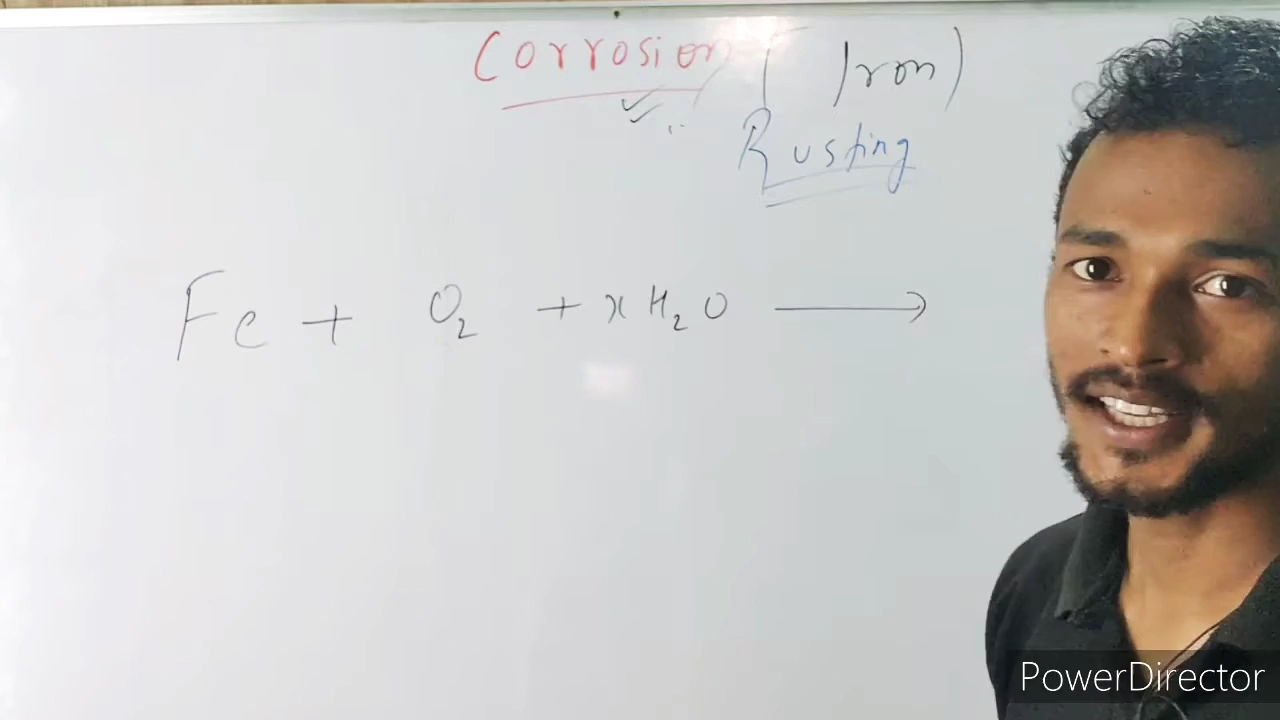 Corrosion ( Iron)
Rusting
Fe + O2 + xH2O →
PowerDirector